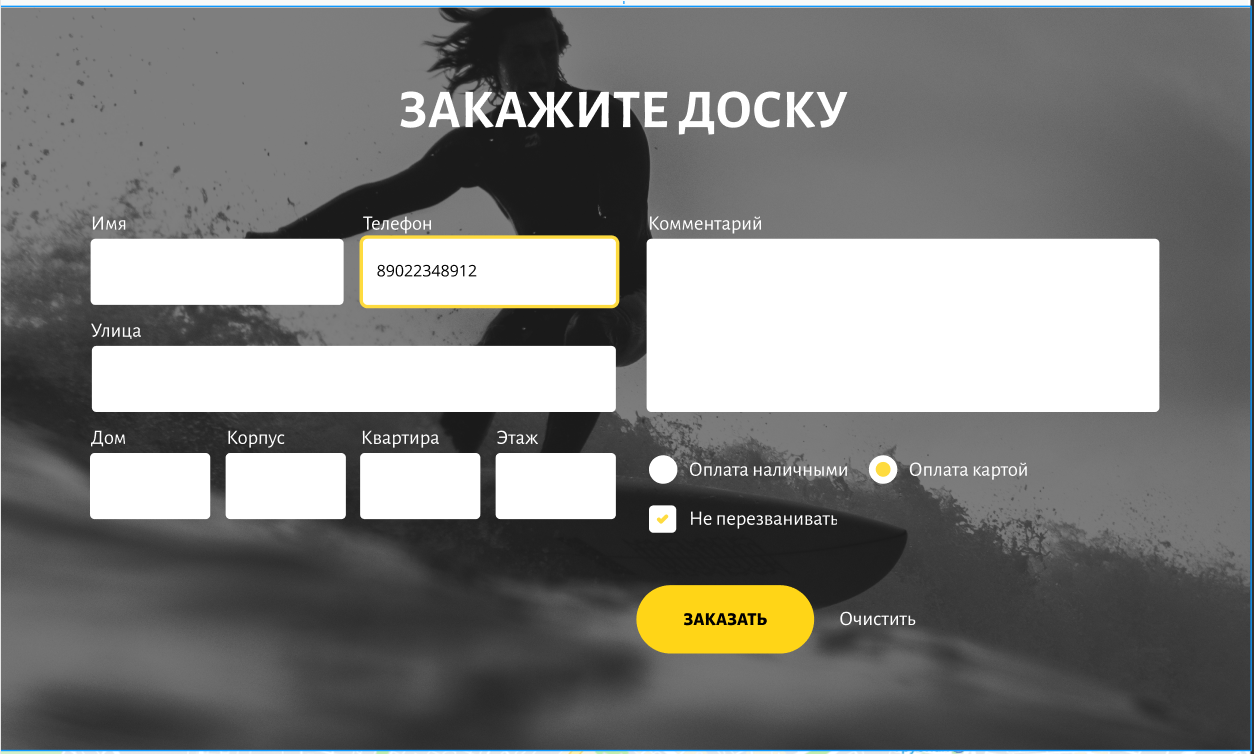 ЗАКАЖИТЕ ДОСКУ
Имя
Телефон
89022348912
Улица
Дом
Корпус
Квартира
Этаж
Комментарий
Оплата наличными
Оплата картой
Не перезванивать
ЗАКАЗАТЬ
Очистить